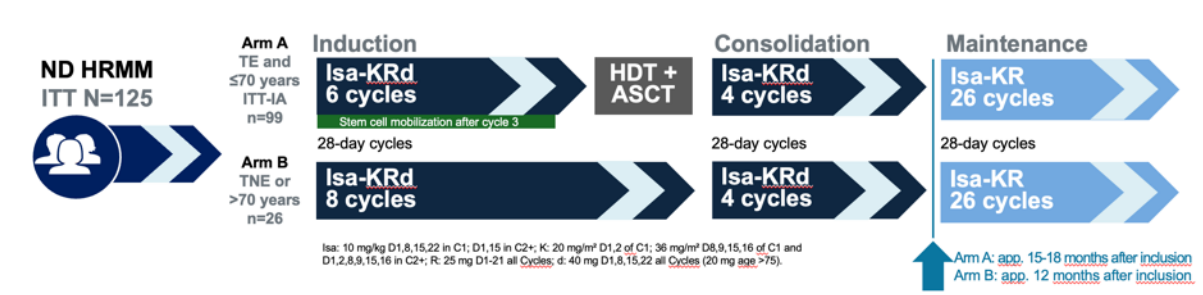 ND HRMM
ITT N=125
Arm A
TE and
≤70 years
ITT-IA
n=99
Induction
Isa-KRd
6 cycles
Stem cell mobilization after cycle 3
28-day cycles
HDT +
ASCT
Consolidation
Isa-KRd
4 cycles
28-day cycles
Maintenance
Isa-KR
26 cycles
28-day cycles
Arm B
TNE or
>70 years
n=26
Isa-KRd
8 cycles
Isa-KRd
4 cycles
Isa-KR
26 cycles
Isa: 10 mg/kg D1,8,15,22 in C1; D1,15 in C2+; K: 20 mg/m² D1,2 of C1; 36 mg/m² D8,9,15,16 of C1 and
D1,2,8,9,15,16 in C2+; R: 25 mg D1-21 all Cycles; d: 40 mg D1,8,15,22 all Cycles (20 mg age >75).
Arm A: app. 15-18 months after inclusion
Arm B: app. 12 months after inclusion